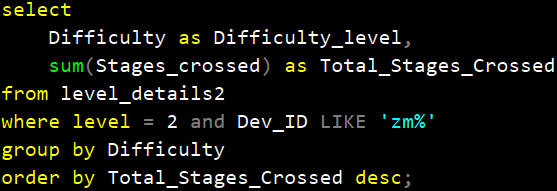 select
    Difficulty as Difficulty_level,
    sum(Stages_crossed) as Total_Stages_Crossed
from level_details2
where level = 2 and Dev_ID LIKE 'zm%'
group by Difficulty
order by Total_Stages_Crossed desc;